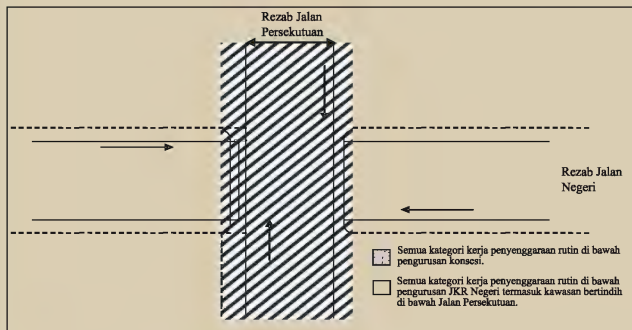 Rezab Jalan
Persekutuan
Rezab Jalan
Negeri
Semua kategori kerja penyenggaraan rutin di bawah
pengurusan konsesi.
Semua kategori kerja penyenggaraan rutin di bawah
pengurusan JKR Negeri termasuk kawasan bertindih
di bawah Jalan Persekutuan.